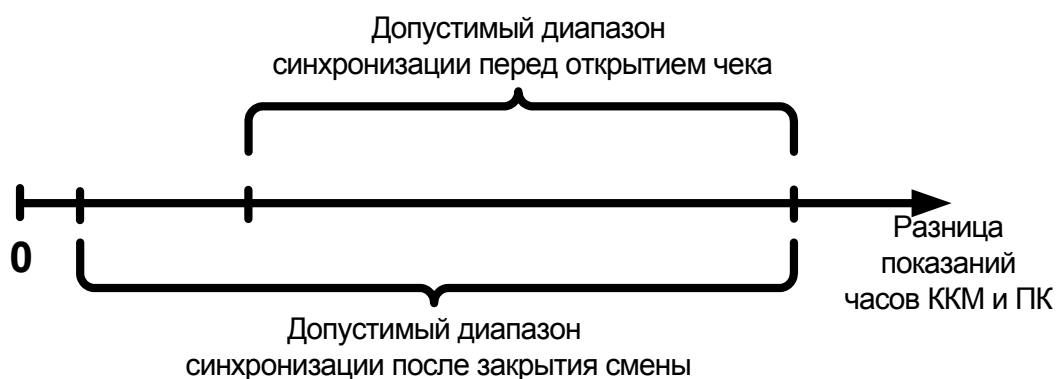 Допустимый диапазон
синхронизации перед открытием чека
0
Разница
показаний
часов ККМ и ПК
Допустимый диапазон
синхронизации после закрытия смены